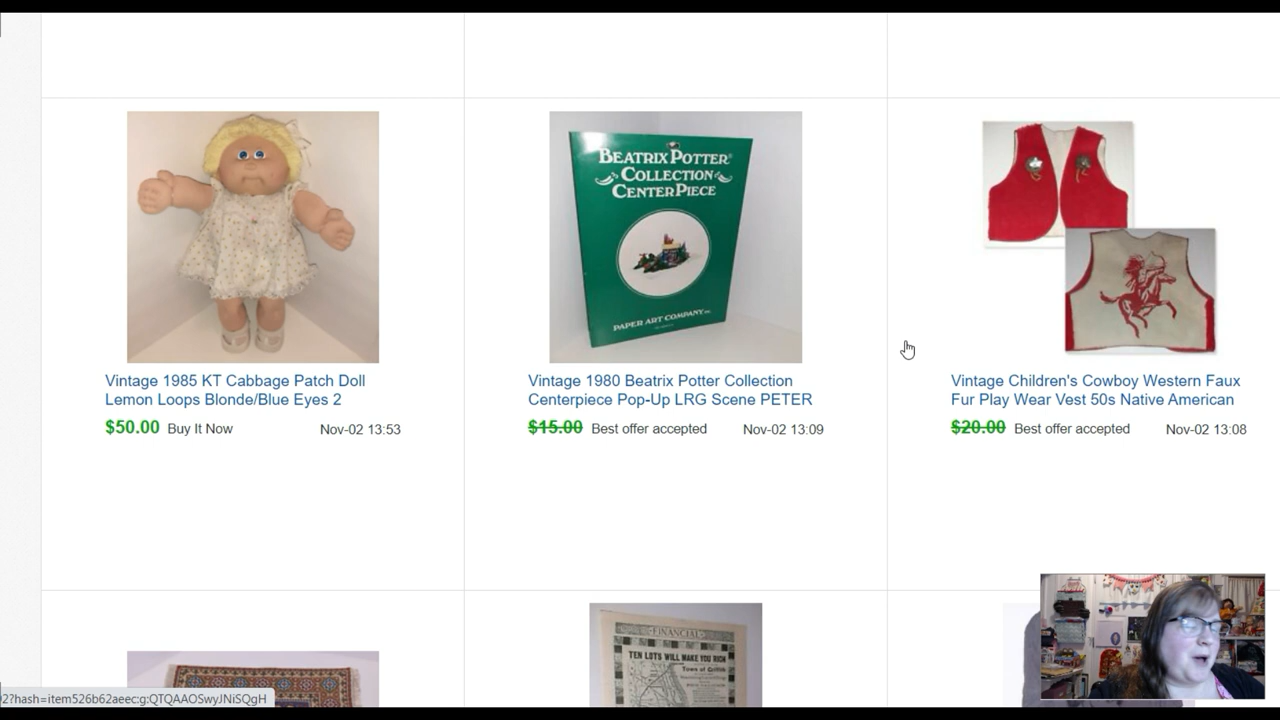 BEATRIX POTTER
COLLECTION
CENTERPIECE
PAPER ART COMPANY INC.
Vintage 1985 KT Cabbage Patch Doll
Lemon Loops Blonde/Blue Eyes 2
$50.00 Buy It Now Nov-02 13:53
Vintage 1980 Beatrix Potter Collection
Centerpiece Pop-Up LRG Scene PETER
$15.00 Best offer accepted Nov-02 13:09
Vintage Children's Cowboy Western Faux
Fur Play Wear Vest 50s Native American
$20.00 Best offer accepted Nov-02 13:08
FINANCIAL
TEN LOTS WILL MAKE YOU RICH
Town of Griffith
2?hash=item526b62aeec:g:QTQAAOSwyJNiSQgH